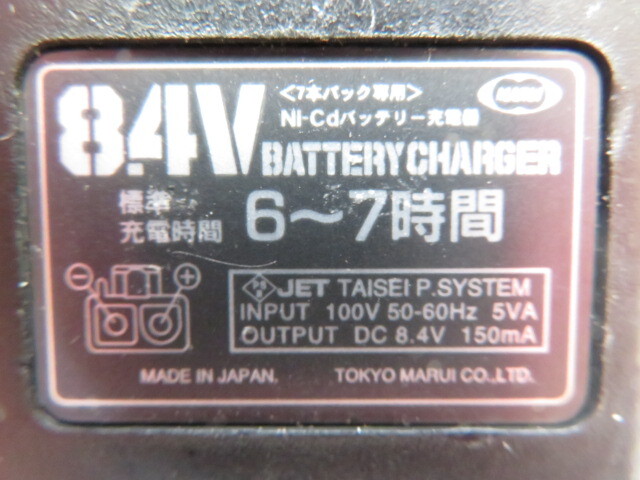 8.4V
<7本パック専用>
Ni-Cdバッテリー充電器
MARUI
BATTERY CHARGER
標準
充電時間
6～7時間
− +
JET TAISEI P.SYSTEM
INPUT 100V 50-60Hz 5VA
OUTPUT DC 8.4V 150mA
MADE IN JAPAN.
TOKYO MARUI CO.,LTD.